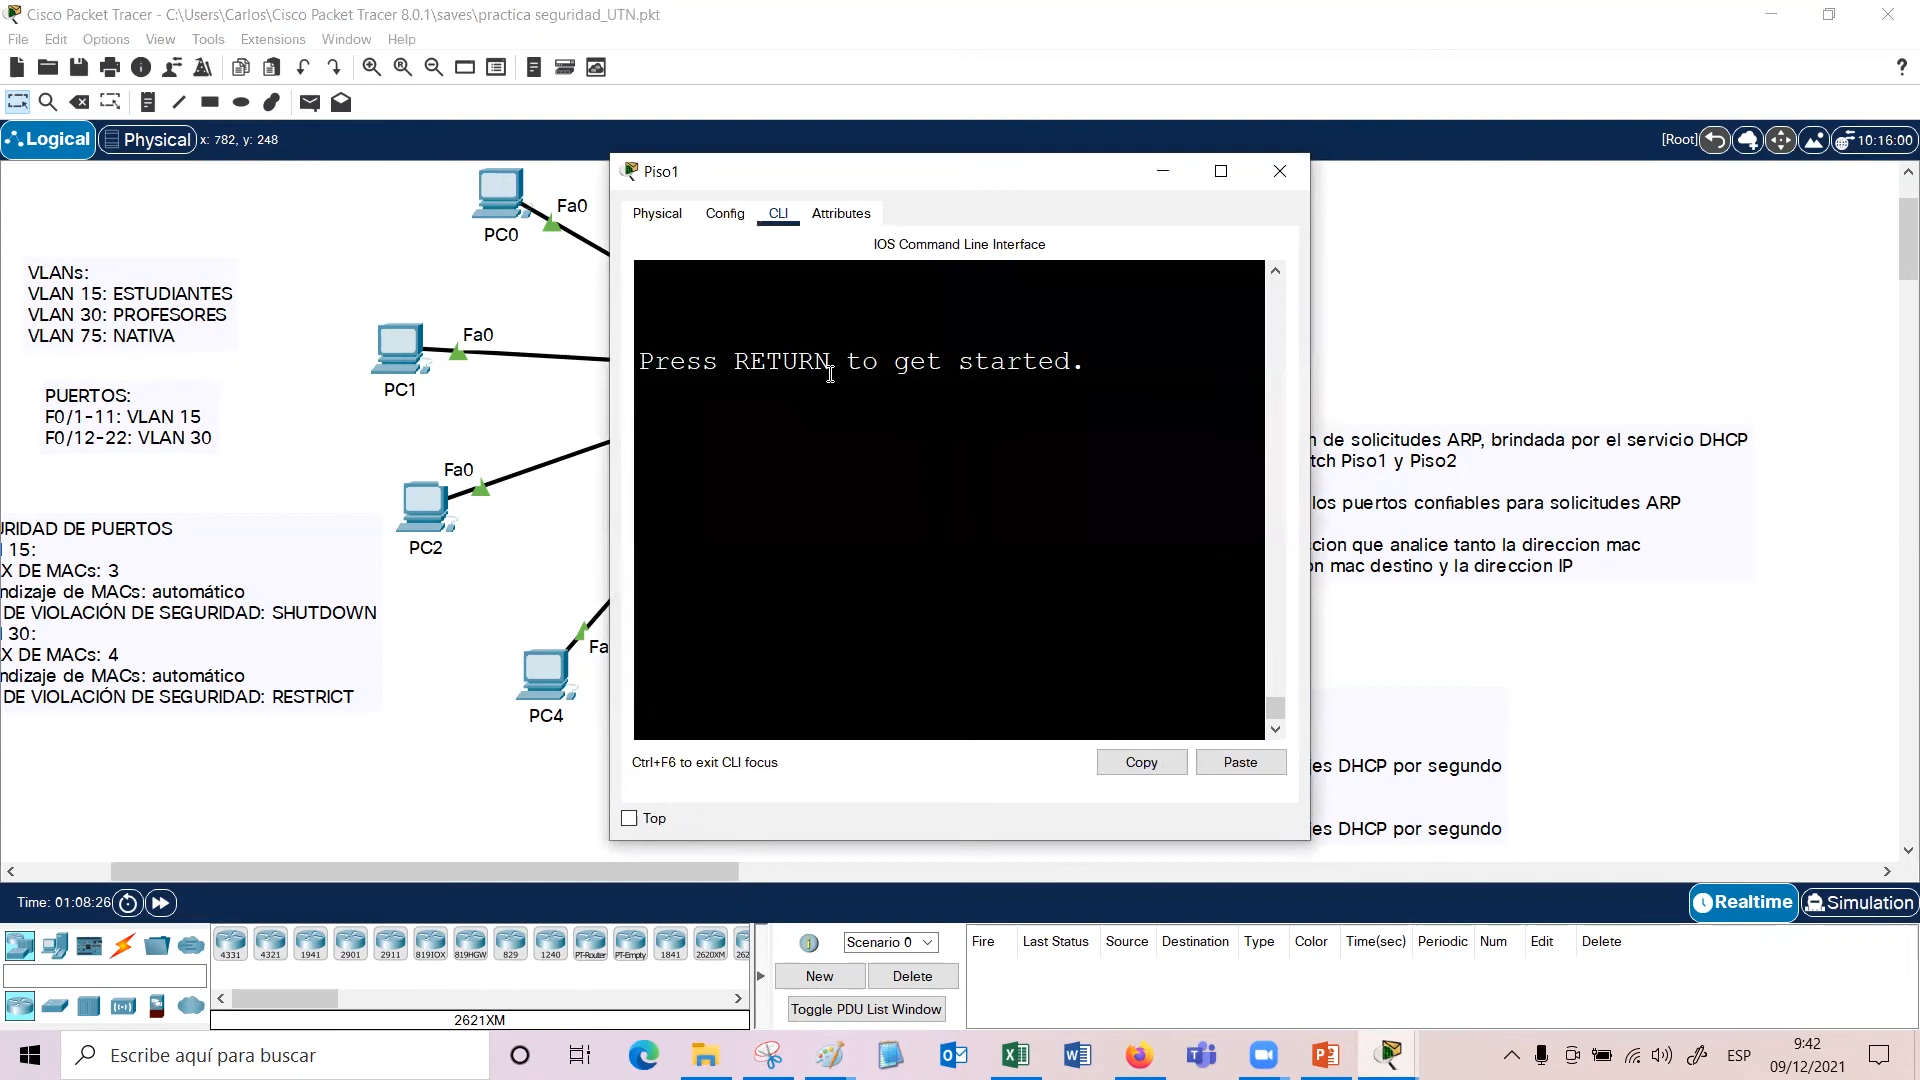 Cisco Packet Tracer - C:\Users\Carlos\Cisco Packet Tracer 8.0.1\saves\practica seguridad_UTN.pkt
File Edit Options View Tools Extensions Window Help
?
Logical Physical x: 782, y: 248 [Root] 10:16:00
Piso1
Physical Config CLI Attributes
IOS Command Line Interface
Press RETURN to get started.
Ctrl+F6 to exit CLI focus Copy Paste
Top
PC0 Fa0
PC1 Fa0
PC2 Fa0
PC4 Fa
VLANs:
VLAN 15: ESTUDIANTES
VLAN 30: PROFESORES
VLAN 75: NATIVA
PUERTOS:
F0/1-11: VLAN 15
F0/12-22: VLAN 30
RIDAD DE PUERTOS
15:
X DE MACs: 3
ndizaje de MACs: automático
DE VIOLACIÓN DE SEGURIDAD: SHUTDOWN
30:
X DE MACs: 4
ndizaje de MACs: automático
DE VIOLACIÓN DE SEGURIDAD: RESTRICT
n de solicitudes ARP, brindada por el servicio DHCP
tch Piso1 y Piso2
los puertos confiables para solicitudes ARP
cion que analice tanto la direccion mac
n mac destino y la direccion IP
es DHCP por segundo
es DHCP por segundo
Time: 01:08:26 Realtime Simulation
4331 4321 1941 2901 2911 819IOX 819HGW 829 1240 PT-Router PT-Empty 1841 2620XM 262
2621XM
Scenario 0
New Delete
Toggle PDU List Window
Fire Last Status Source Destination Type Color Time(sec) Periodic Num Edit Delete
Escribe aquí para buscar
ESP
9:42
09/12/2021